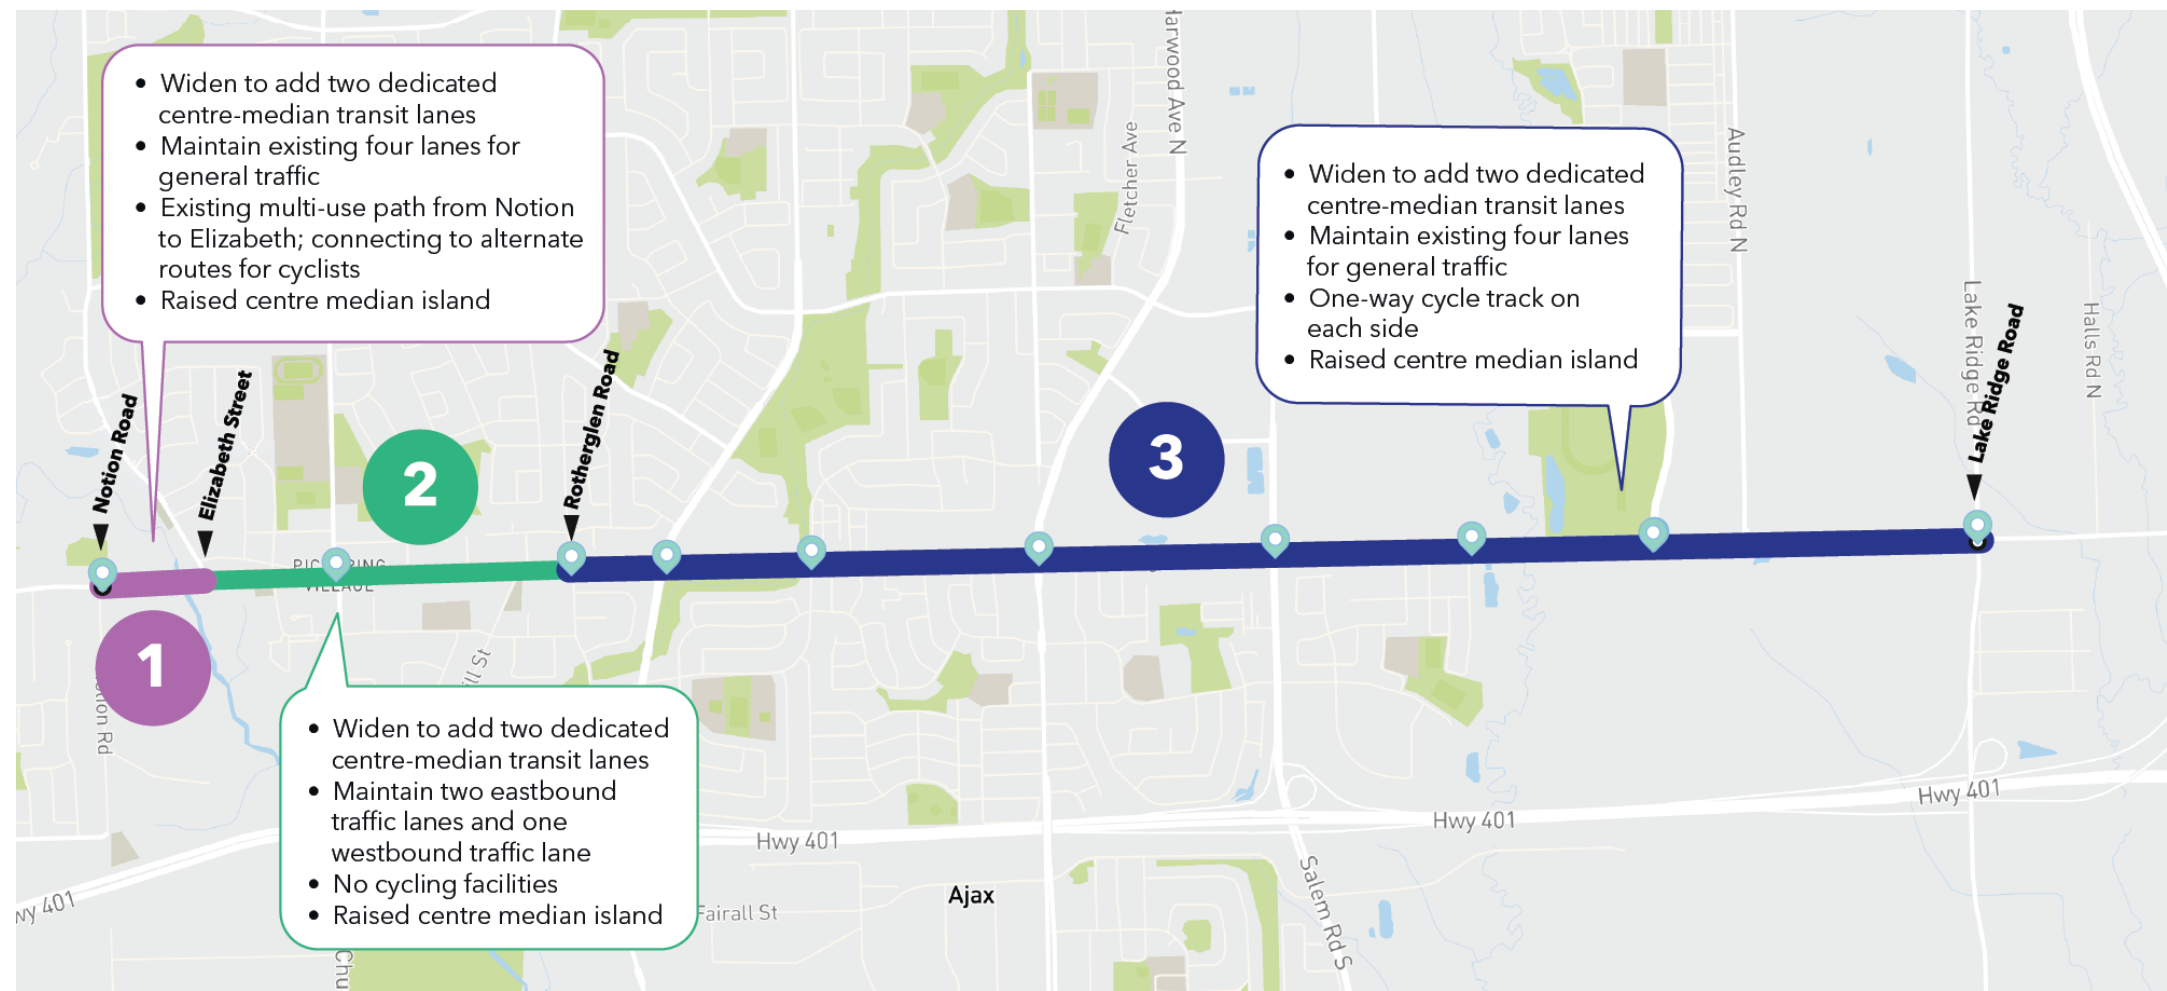 • Widen to add two dedicated
centre-median transit lanes
• Maintain existing four lanes for
general traffic
• Existing multi-use path from Notion
to Elizabeth; connecting to alternate
routes for cyclists
• Raised centre median island
Harwood Ave N
Fletcher Ave
• Widen to add two dedicated
centre-median transit lanes
• Maintain existing four lanes
for general traffic
• One-way cycle track on
each side
• Raised centre median island
Audley Rd N
Lake Ridge Rd
Lake Ridge Road
Halls Rd N
Notion Road
Elizabeth Street
Rotherglen Road
2
3
VILLAGE
1
ill St
• Widen to add two dedicated
centre-median transit lanes
• Maintain two eastbound
traffic lanes and one
westbound traffic lane
• No cycling facilities
• Raised centre median island
Hwy 401
Hwy 401
Hwy 401
wy 401
Ajax
Fairall St
Salem Rd S
Chu